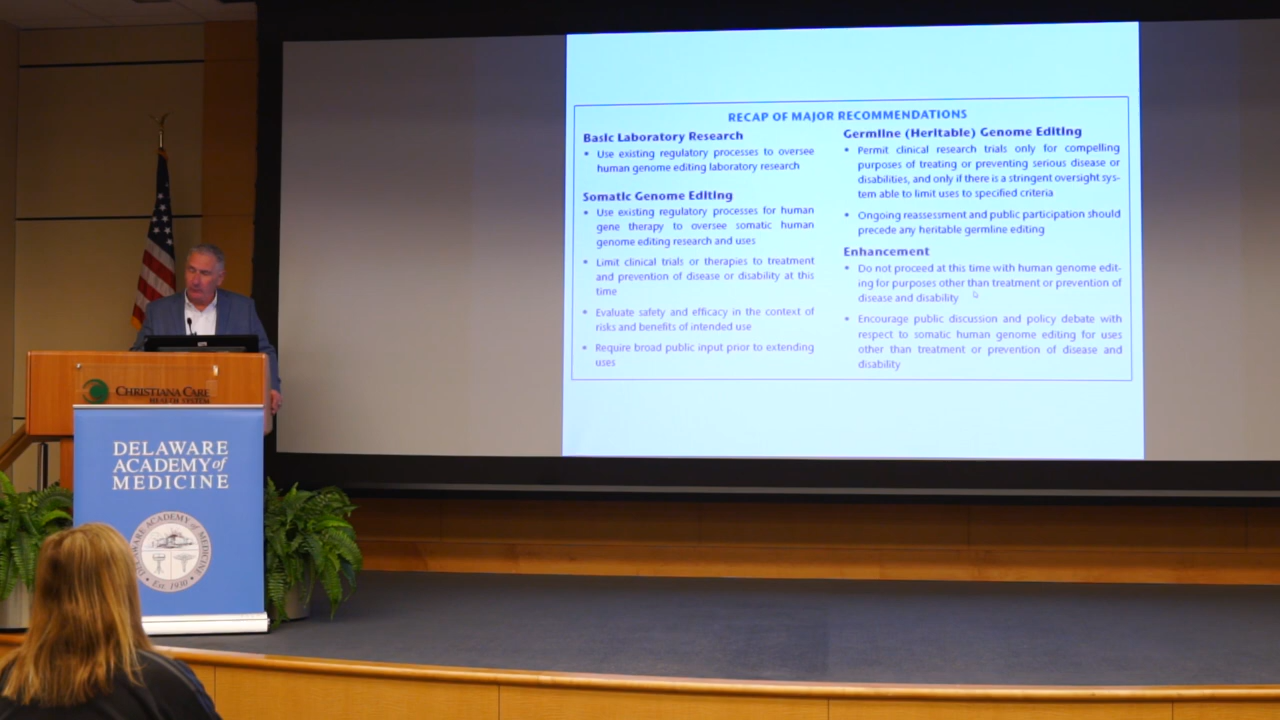 RECAP OF MAJOR RECOMMENDATIONS
Basic Laboratory Research
• Use existing regulatory processes to oversee
human genome editing laboratory research
Somatic Genome Editing
• Use existing regulatory processes for human
gene therapy to oversee somatic human
genome editing research and uses
• Limit clinical trials or therapies to treatment
and prevention of disease or disability at this
time
• Evaluate safety and efficacy in the context of
risks and benefits of intended use
• Require broad public input prior to extending
uses
Germline (Heritable) Genome Editing
• Permit clinical research trials only for compelling
purposes of treating or preventing serious disease or
disabilities, and only if there is a stringent oversight sys-
tem able to limit uses to specified criteria
• Ongoing reassessment and public participation should
precede any heritable germline editing
Enhancement
• Do not proceed at this time with human genome edit-
ing for purposes other than treatment or prevention of
disease and disability
• Encourage public discussion and policy debate with
respect to somatic human genome editing for uses
other than treatment or prevention of disease and
disability
CHRISTIANA CARE
HEALTH SYSTEM
DELAWARE
ACADEMY of
MEDICINE
DELAWARE ACADEMY of MEDICINE
• Est. 1930 •